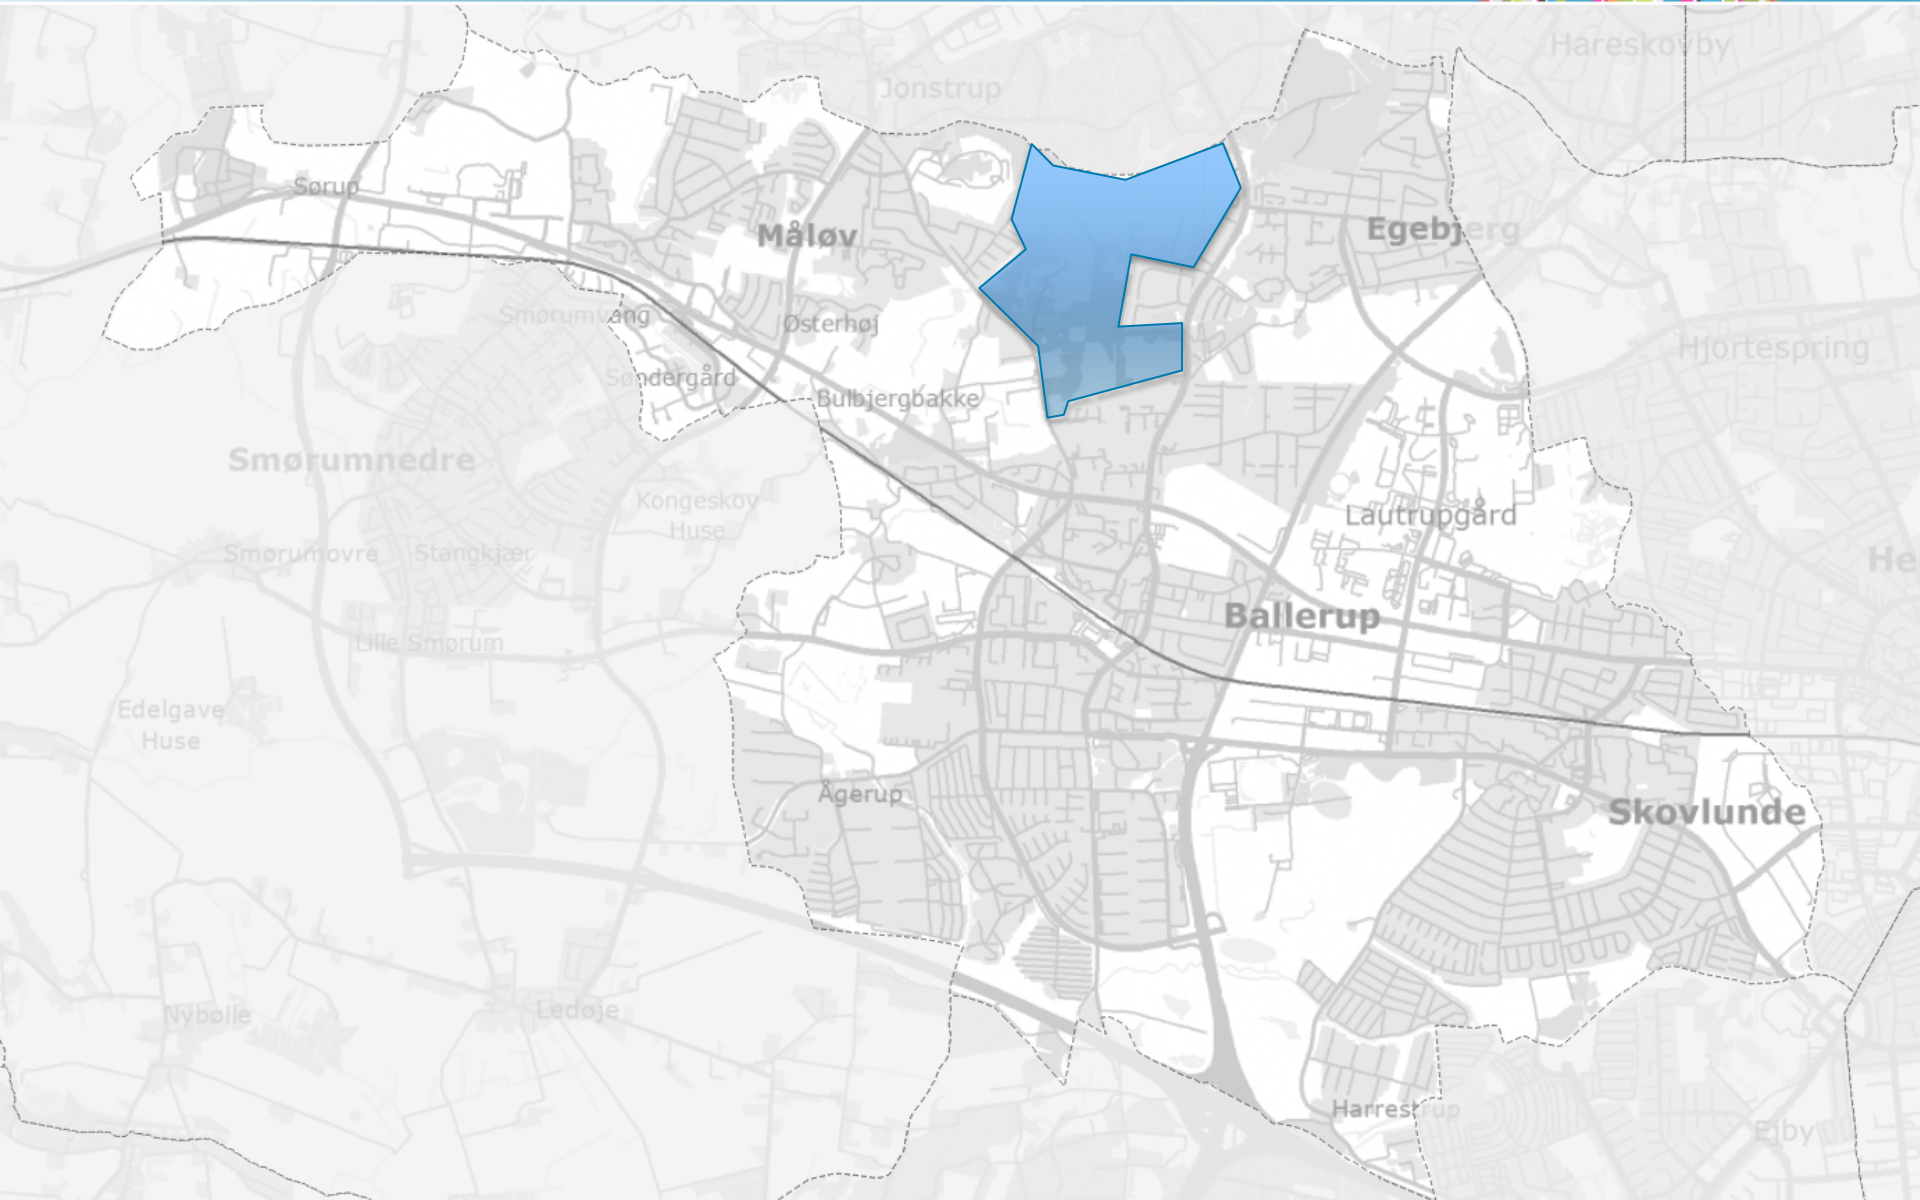 Hareskovby
Jonstrup
Sørup
Måløv
Egebjerg
Smørumvang
Østerhøj
Hjortespring
Søndergård
Bulbjergbakke
Smørumnedre
Kongeskov
Huse
Lautrupgård
Smørumovre
Stangkjær
He
Ballerup
Lille Smørum
Edelgave
Huse
Ågerup
Skovlunde
Nybølle
Ledøje
Harrestrup
Ejby